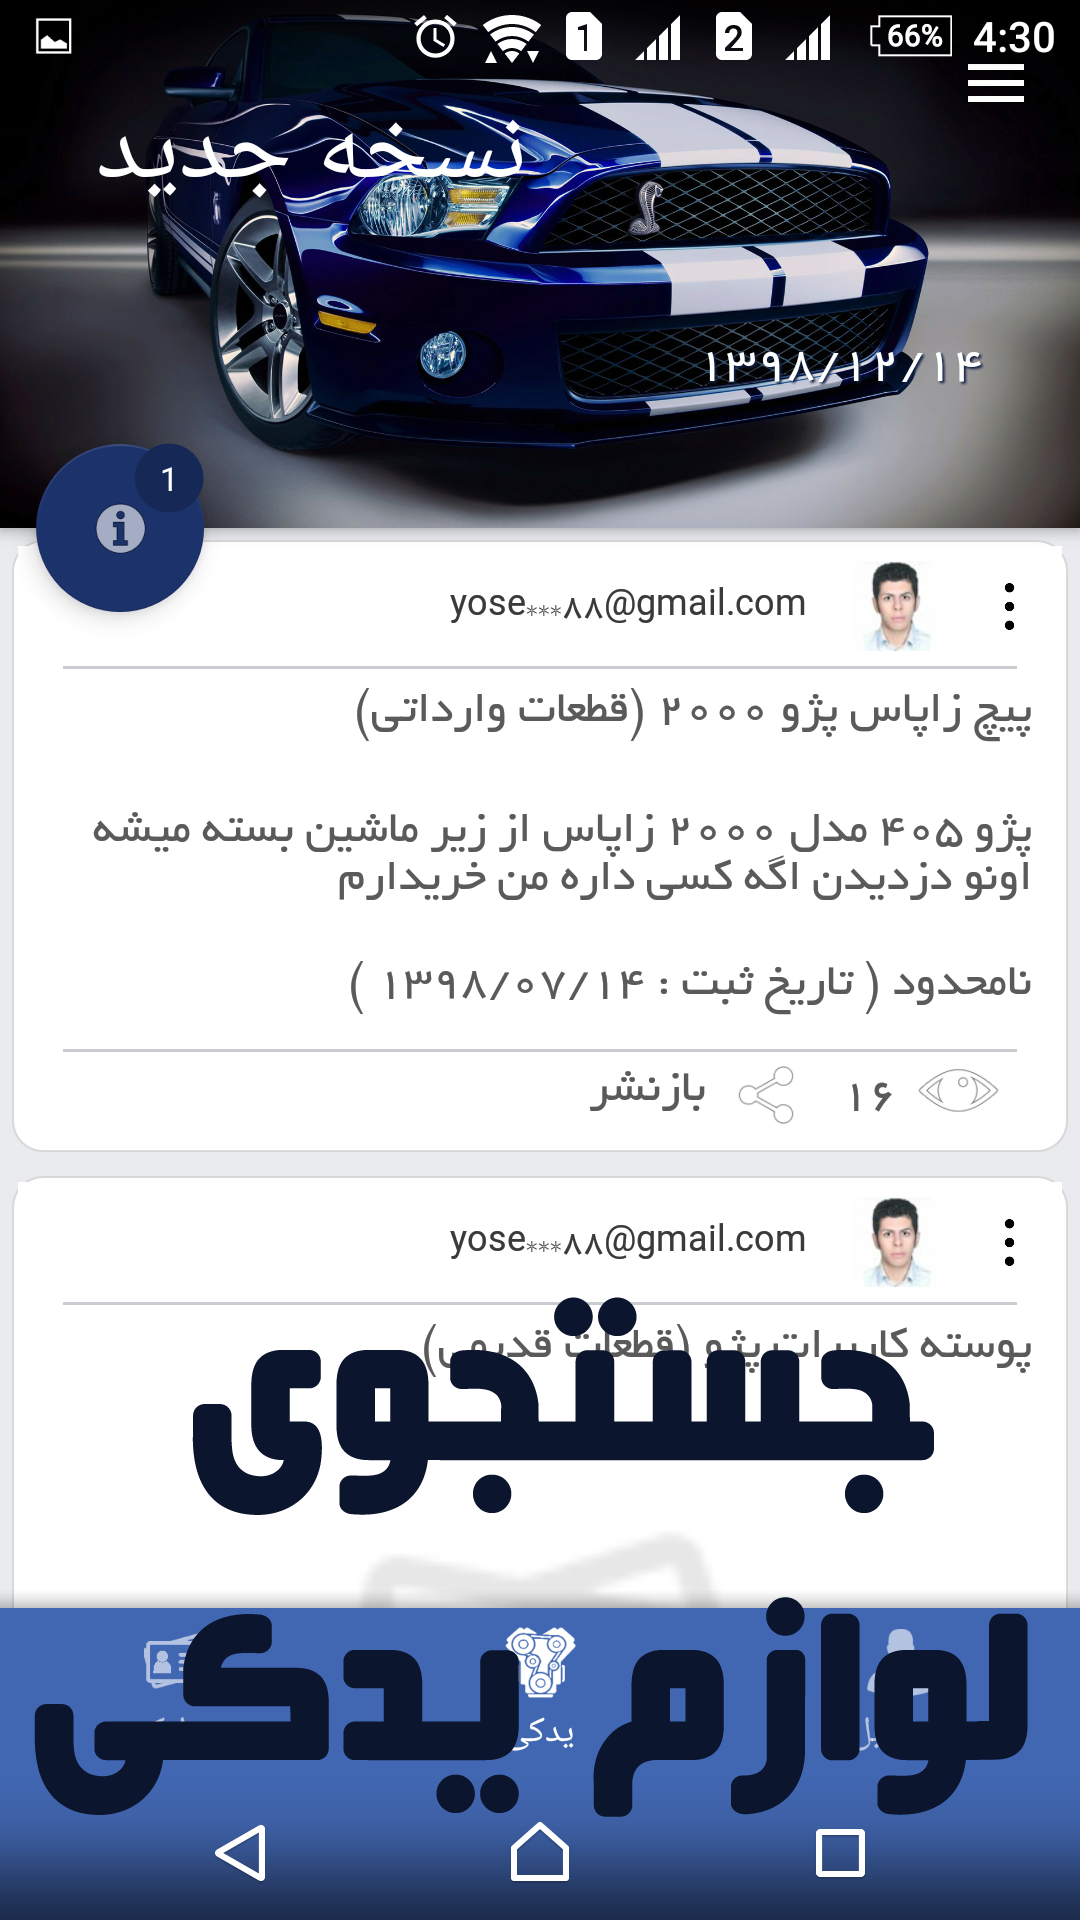 1 2 66% 4:30
نسخه جدید
۱۳۹۸/۱۲/۱۴
1
yose***۸۸@gmail.com
پیچ زاپاس پژو ۲۰۰۰ (قطعات وارداتی)
پژو ۴۰۵ مدل ۲۰۰۰ زاپاس از زیر ماشین بسته میشه
اونو دزدیدن اگه کسی داره من خریدارم
نامحدود ( تاریخ ثبت : ۱۳۹۸/۰۷/۱۴ )
۱۶ بازنشر
yose***۸۸@gmail.com
پوسته کاربرات پژو (قطعات قدیمی)
جستجوی
لوازم یدکی
یدکی